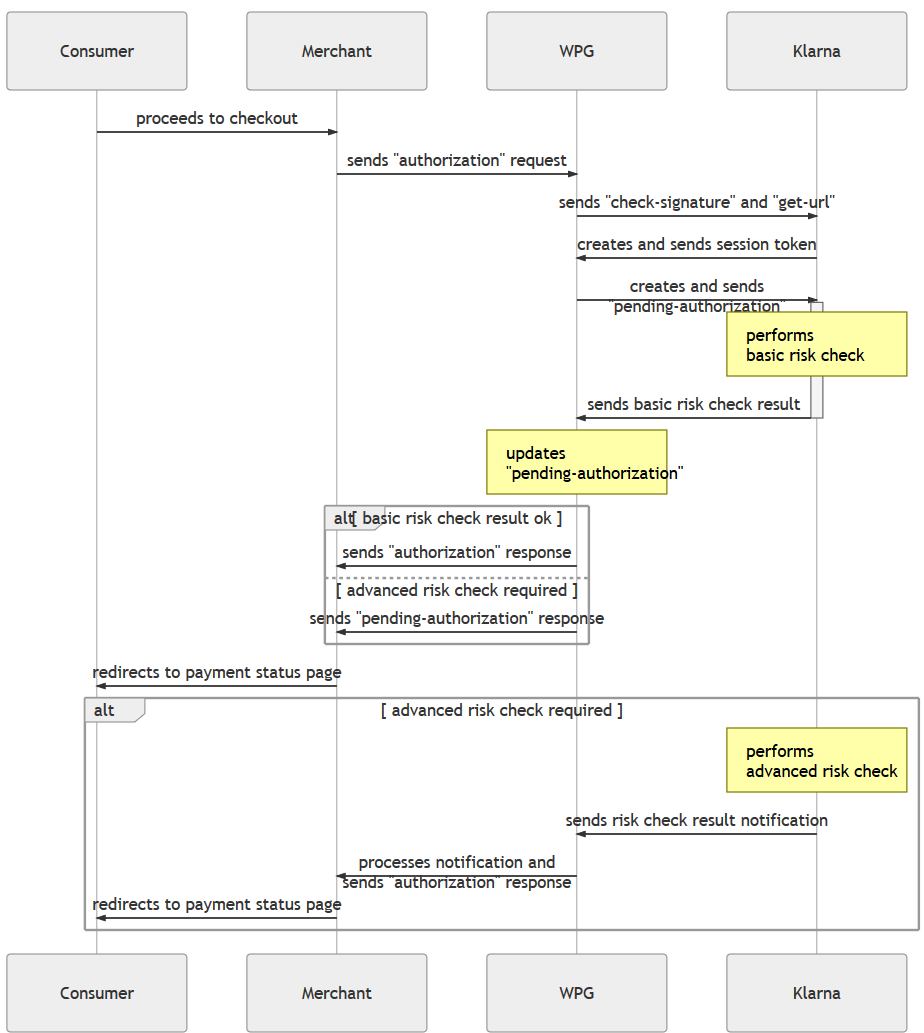 Consumer
Merchant
WPG
Klarna
proceeds to checkout
sends "authorization" request
sends "check-signature" and "get-url"
creates and sends session token
creates and sends
"pending-authorization"
performs
basic risk check
sends basic risk check result
updates
"pending-authorization"
alt
[ basic risk check result ok ]
sends "authorization" response
[ advanced risk check required ]
sends "pending-authorization" response
redirects to payment status page
alt
[ advanced risk check required ]
performs
advanced risk check
sends risk check result notification
processes notification and
sends "authorization" response
redirects to payment status page
Consumer
Merchant
WPG
Klarna